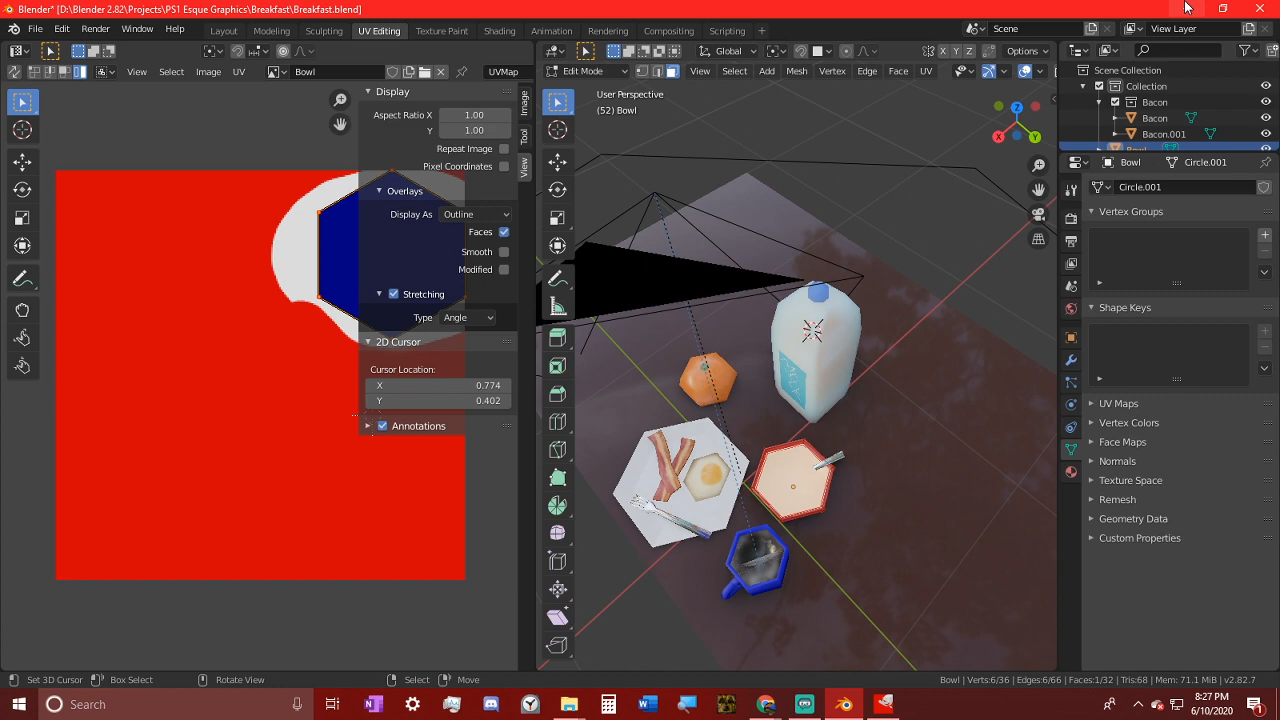 Blender* [D:\Blender 2.82\Projects\PS1 Esque Graphics\Breakfast\Breakfast.blend]
File Edit Render Window Help Layout Modeling Sculpting UV Editing Texture Paint Shading Animation Rendering Compositing Scripting + Scene View Layer
Global X Y Z Options
View Select Image UV Bowl UVMap Edit Mode View Select Add Mesh Vertex Edge Face UV
Scene Collection
Collection
Bacon
Bacon
Bacon.001
Display
Aspect Ratio X 1.00
Y 1.00
Repeat Image
Pixel Coordinates
Overlays
Display As Outline
Faces
Smooth
Modified
Stretching
Type Angle
2D Cursor
Cursor Location:
X 0.774
Y 0.402
Annotations
Image
Tool
View
User Perspective
(52) Bowl
Z
X Y
Bowl Circle.001
Circle.001
Vertex Groups
Shape Keys
UV Maps
Vertex Colors
Face Maps
Normals
Texture Space
Remesh
Geometry Data
Custom Properties
Set 3D Cursor Box Select Rotate View Select Move Bowl | Verts:6/36 | Edges:6/66 | Faces:1/32 | Tris:68 | Mem: 71.1 MiB | v2.82.7
Search
8:27 PM
6/10/2020